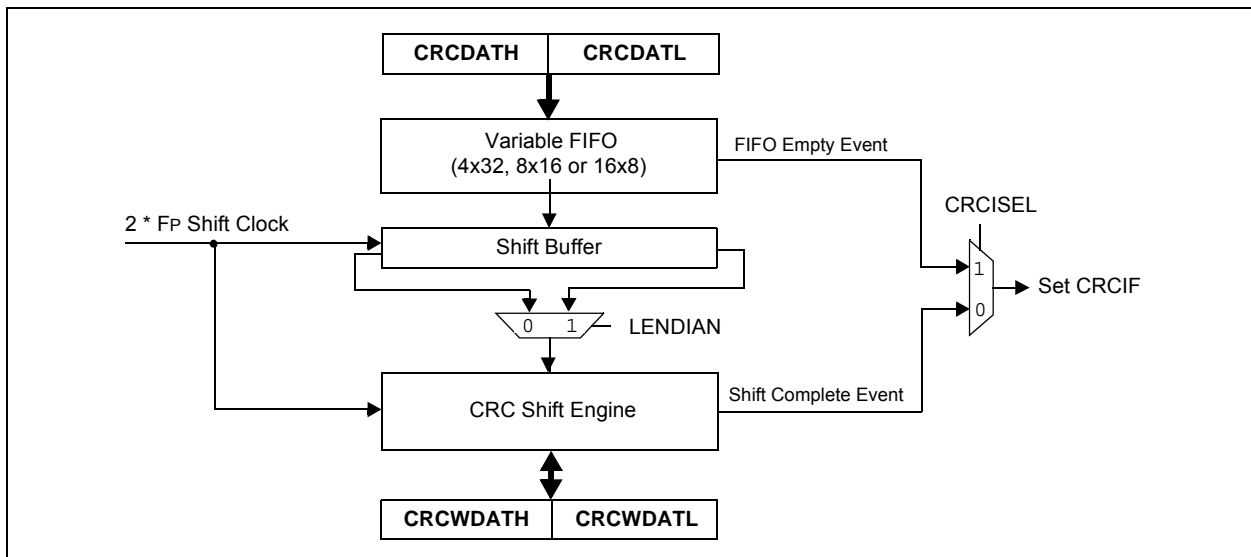 CRCDATH CRCDATL
Variable FIFO
(4x32, 8x16 or 16x8)
FIFO Empty Event
CRCISEL
2 * FP Shift Clock
Shift Buffer
1
Set CRCIF
0
0 1
LENDIAN
CRC Shift Engine
Shift Complete Event
CRCWDATH CRCWDATL